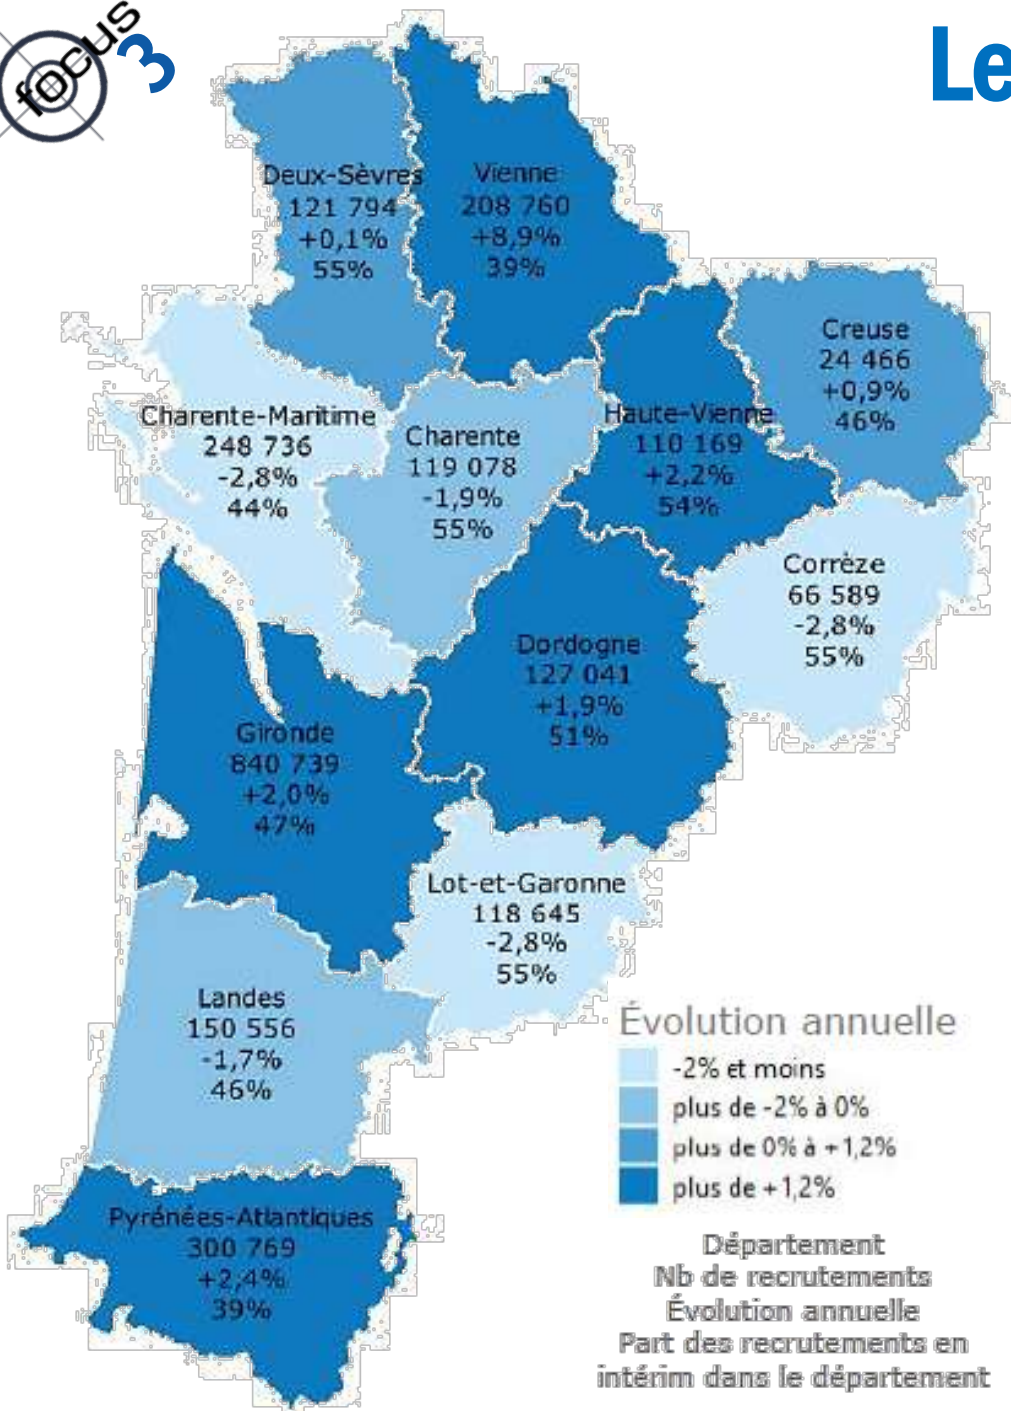 focus
3
Le
Deux-Sèvres
121 794
+0,1%
55%
Vienne
208 760
+8,9%
39%
Creuse
24 466
+0,9%
46%
Charente-Maritime
248 736
-2,8%
44%
Charente
119 078
-1,9%
55%
Haute-Vienne
110 169
+2,2%
54%
Corrèze
66 589
-2,8%
55%
Dordogne
127 041
+1,9%
51%
Gironde
840 739
+2,0%
47%
Lot-et-Garonne
118 645
-2,8%
55%
Landes
150 556
-1,7%
46%
Pyrénées-Atlantiques
300 769
+2,4%
39%
Évolution annuelle
-2% et moins
plus de -2% à 0%
plus de 0% à +1,2%
plus de +1,2%
Département
Nb de recrutements
Évolution annuelle
Part des recrutements en
intérim dans le département